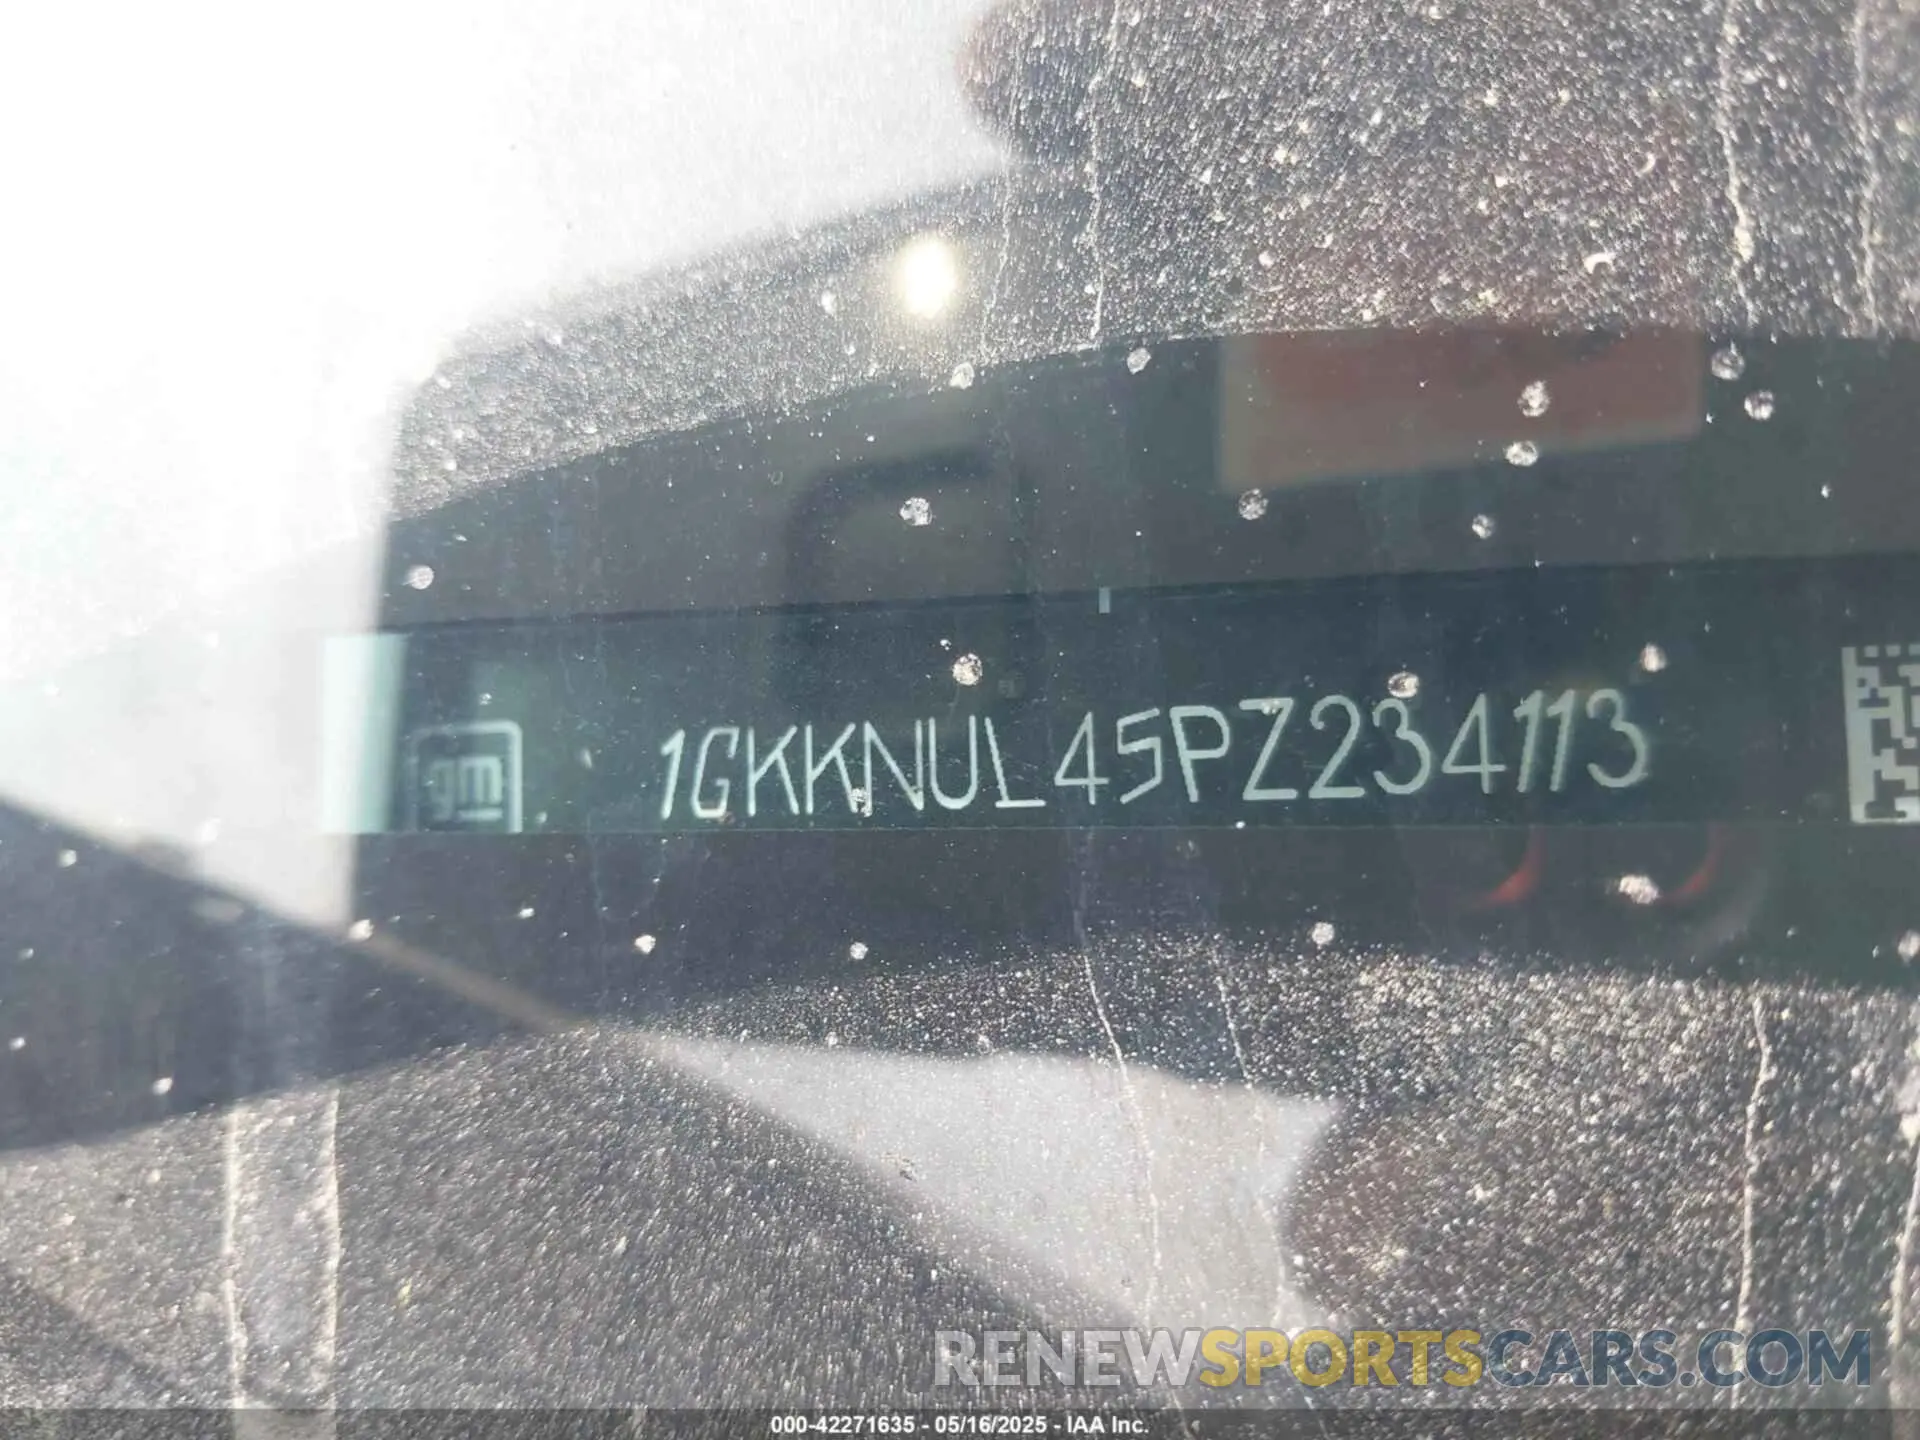 gm 1GKKNUL45PZ234113
RENEWSPORTSCARS.COM
000-42271635 - 05/16/2025 - IAA Inc.